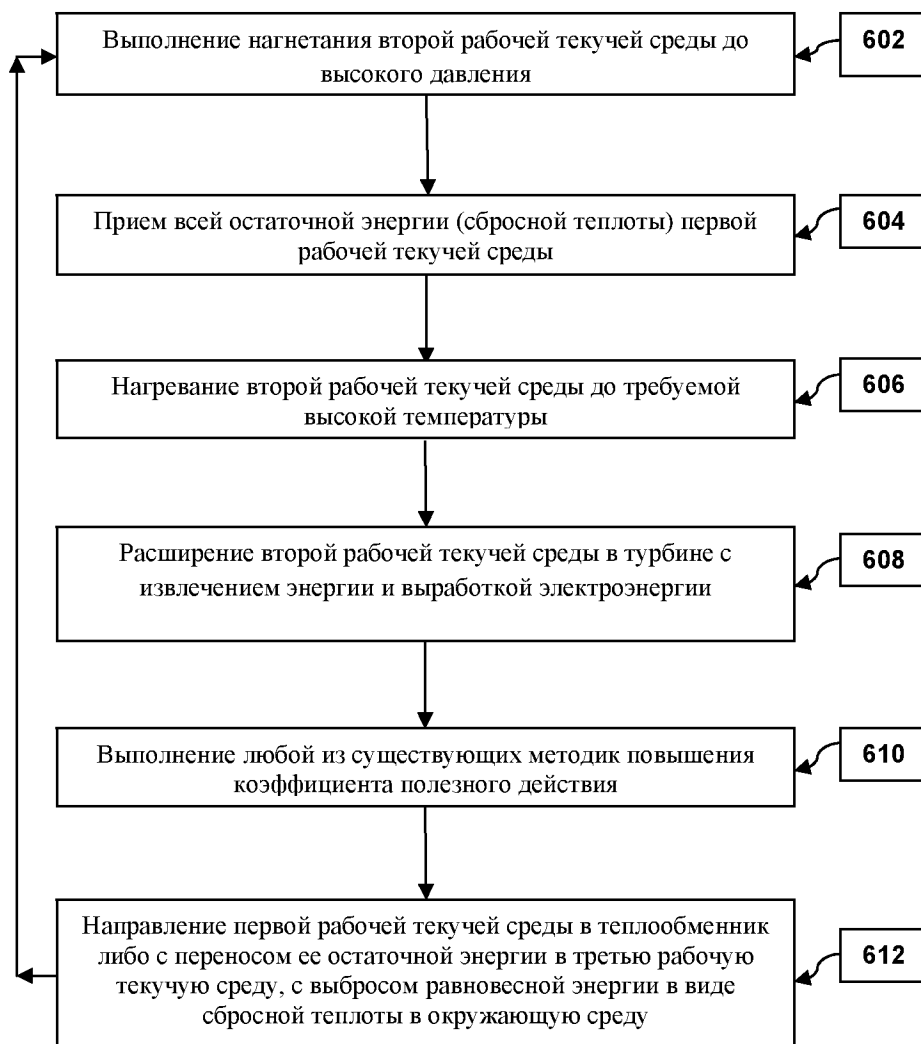 Выполнение нагнетания второй рабочей текучей среды до
высокого давления
602
Прием всей остаточной энергии (сбросной теплоты) первой
рабочей текучей среды
604
Нагревание второй рабочей текучей среды до требуемой
высокой температуры
606
Расширение второй рабочей текучей среды в турбине с
извлечением энергии и выработкой электроэнергии
608
Выполнение любой из существующих методик повышения
коэффициента полезного действия
610
Направление первой рабочей текучей среды в теплообменник
либо с переносом ее остаточной энергии в третью рабочую
текучую среду, с выбросом равновесной энергии в виде
сбросной теплоты в окружающую среду
612